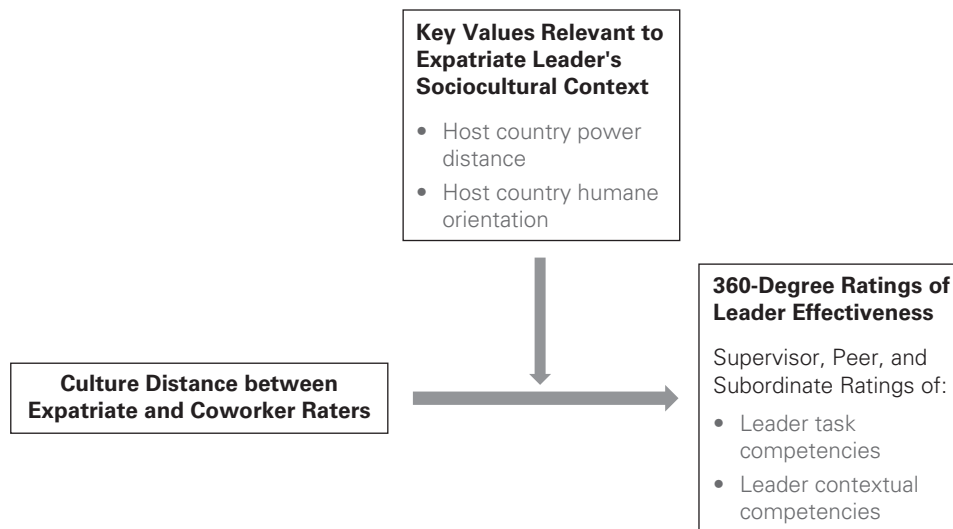 Key Values Relevant to
Expatriate Leader's
Sociocultural Context
• Host country power
distance
• Host country humane
orientation
360-Degree Ratings of
Leader Effectiveness
Supervisor, Peer, and
Subordinate Ratings of:
• Leader task
competencies
• Leader contextual
competencies
Culture Distance between
Expatriate and Coworker Raters